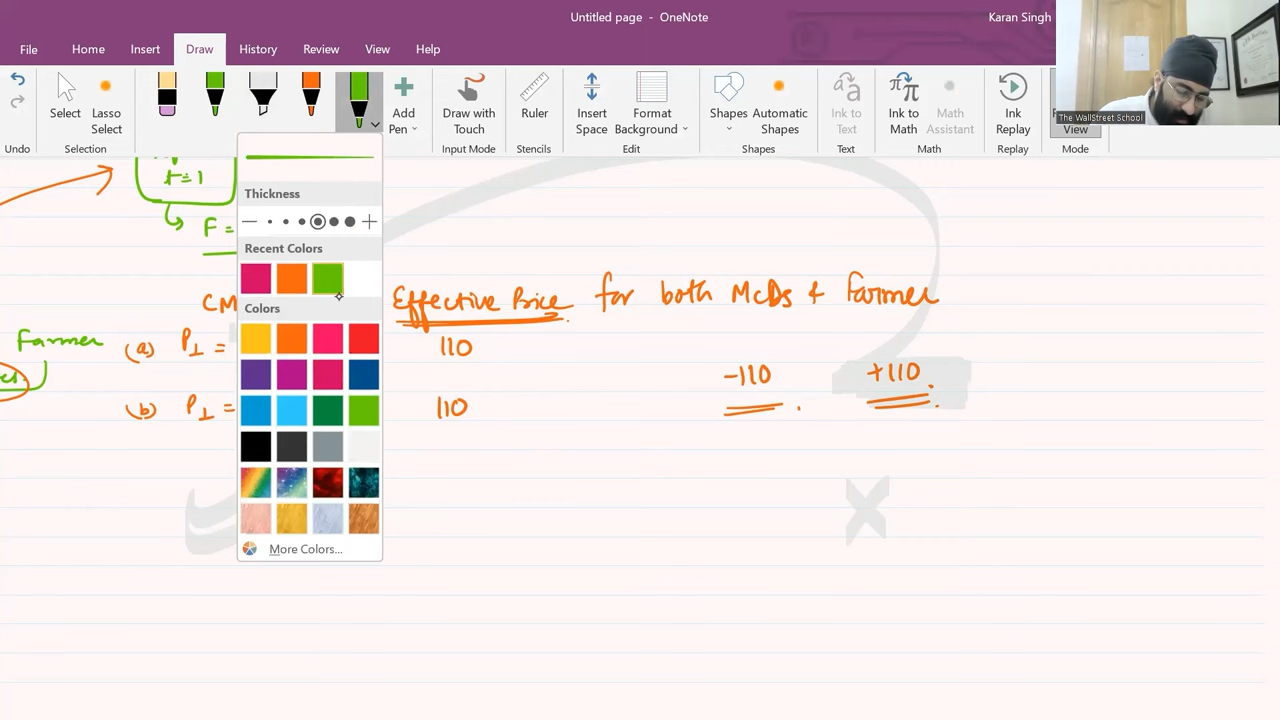 Untitled page - OneNote
Karan Singh
File Home Insert Draw History Review View Help
Select
Lasso Select
Add Pen
Draw with Touch
Ruler
Insert Space
Format Background
Shapes
Automatic Shapes
Ink to Text
Ink to Math
Math Assistant
Ink Replay
View
Undo
Selection
Input Mode
Stencils
Edit
Shapes
Text
Math
Replay
Mode
The WallStreet School
t=1
F =
Thickness
Recent Colors
Colors
More Colors...
CM
Effective Price for both McDs & Farmer
Farmer
(a) P⊥ =
110
-110
+110
(b) P⊥ =
110